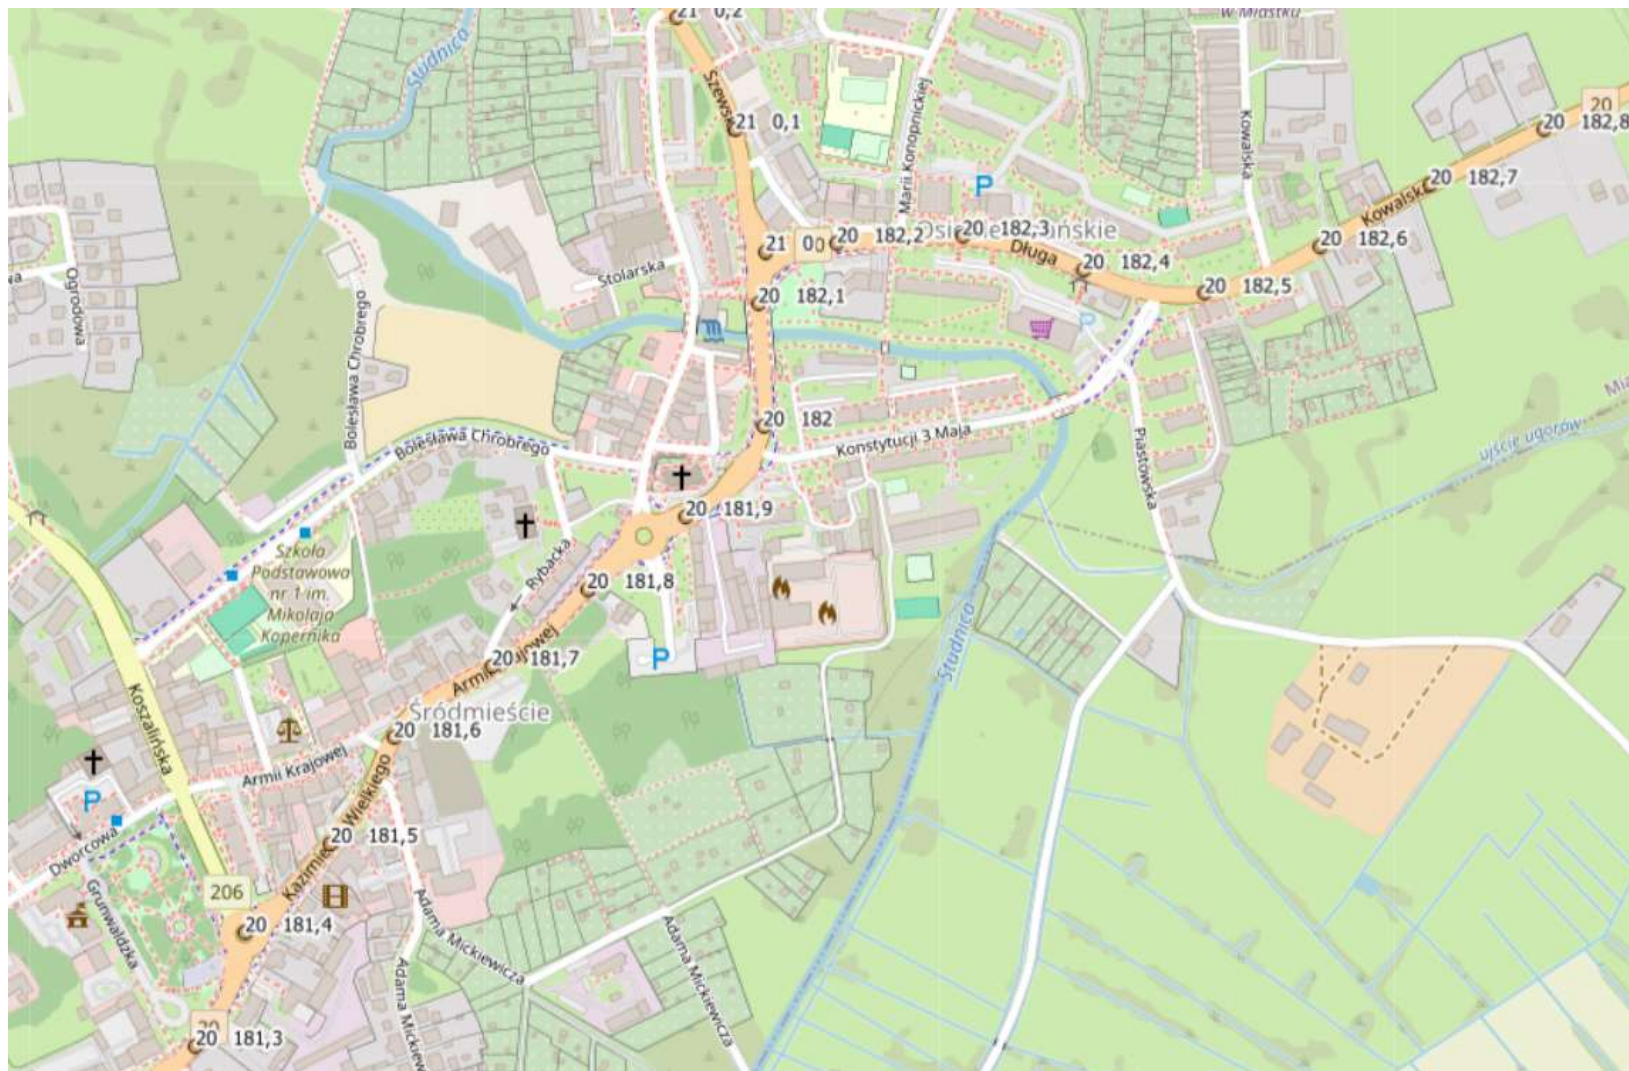 21 0,2
w Miastku
Studnica
Szewska
Marii Konopnickiej
Kowalska
20
20 182,8
21 0,1
P
20 182,7
Kowalska
21 0
20 182,2
20 182,3
Długa
20 182,4
20 182,6
Stolarska
Ogrodowa
20 182,1
20 182,5
P
Bolesława Chrobrego
20 182
Konstytucji 3 Maja
Bolesława Chrobrego
Piastowska
ujście ugorów
20 181,9
Szkoła
Podstawowa
nr 1 im.
Mikołaja
Kopernika
Rybacka
20 181,8
Studnica
P
20 181,7
Armii Krajowej
Koszalińska
Śródmieście
20 181,6
Armii Krajowej
P
Dworcowa
20 181,5
Kazimierza Wielkiego
206
Grunwaldzka
20 181,4
Adama Mickiewicza
Adama Mickiewicza
Adama Mickiew
20
20 181,3